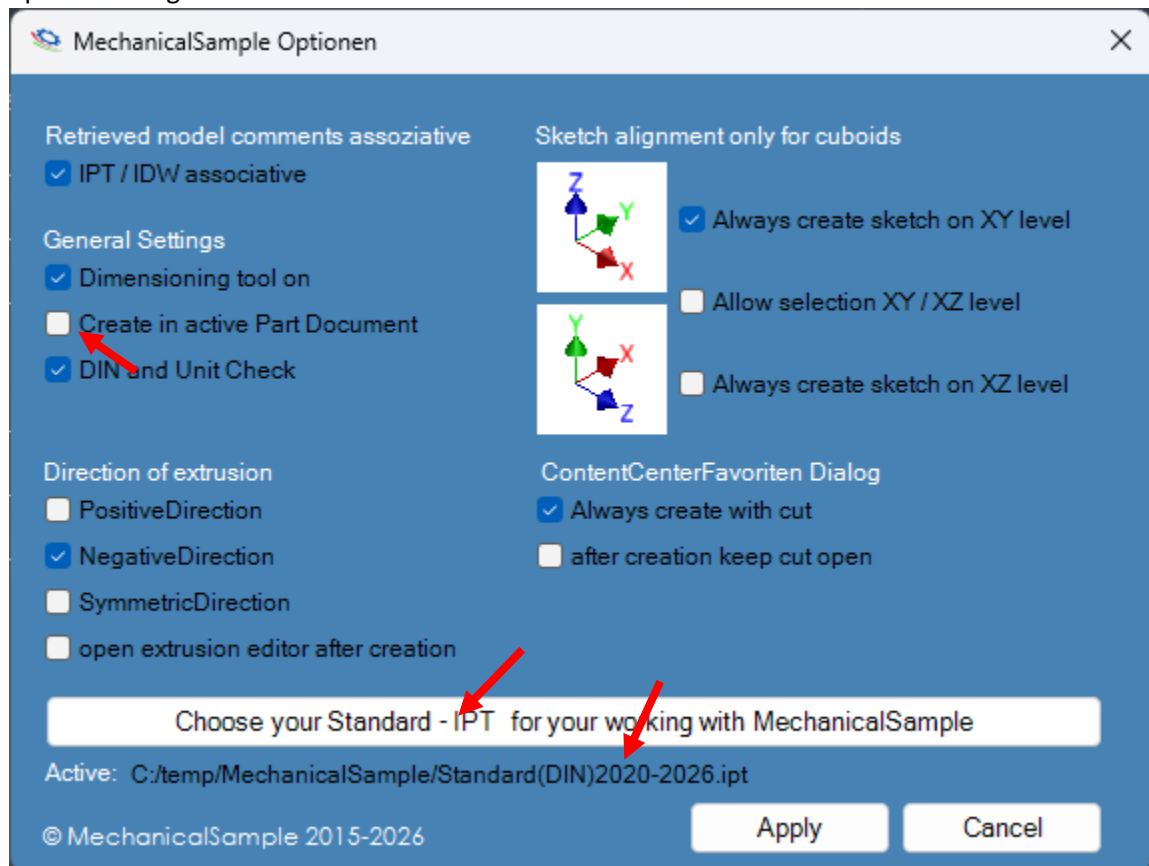 MechanicalSample Optionen
Retrieved model comments assoziative
IPT / IDW associative
General Settings
Dimensioning tool on
Create in active Part Document
DIN and Unit Check
Sketch alignment only for cuboids
Z
Y
X
Always create sketch on XY level
Allow selection XY / XZ level
Y
X
Z
Always create sketch on XZ level
Direction of extrusion
PositiveDirection
NegativeDirection
SymmetricDirection
open extrusion editor after creation
ContentCenterFavoriten Dialog
Always create with cut
after creation keep cut open
Choose your Standard - IPT for your working with MechanicalSample
Active: C:/temp/MechanicalSample/Standard(DIN)2020-2026.ipt
© MechanicalSample 2015-2026
Apply
Cancel